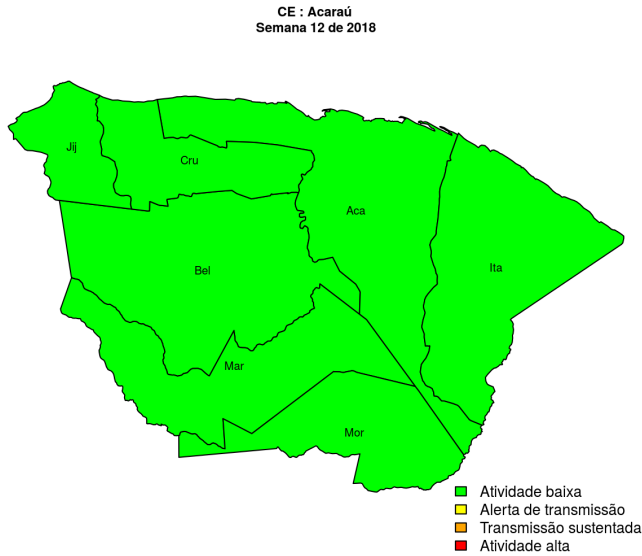 CE : Acaraú
Semana 12 de 2018
Jij
Cru
Aca
Bel
Ita
Mar
Mor
Atividade baixa
Alerta de transmissão
Transmissão sustentada
Atividade alta